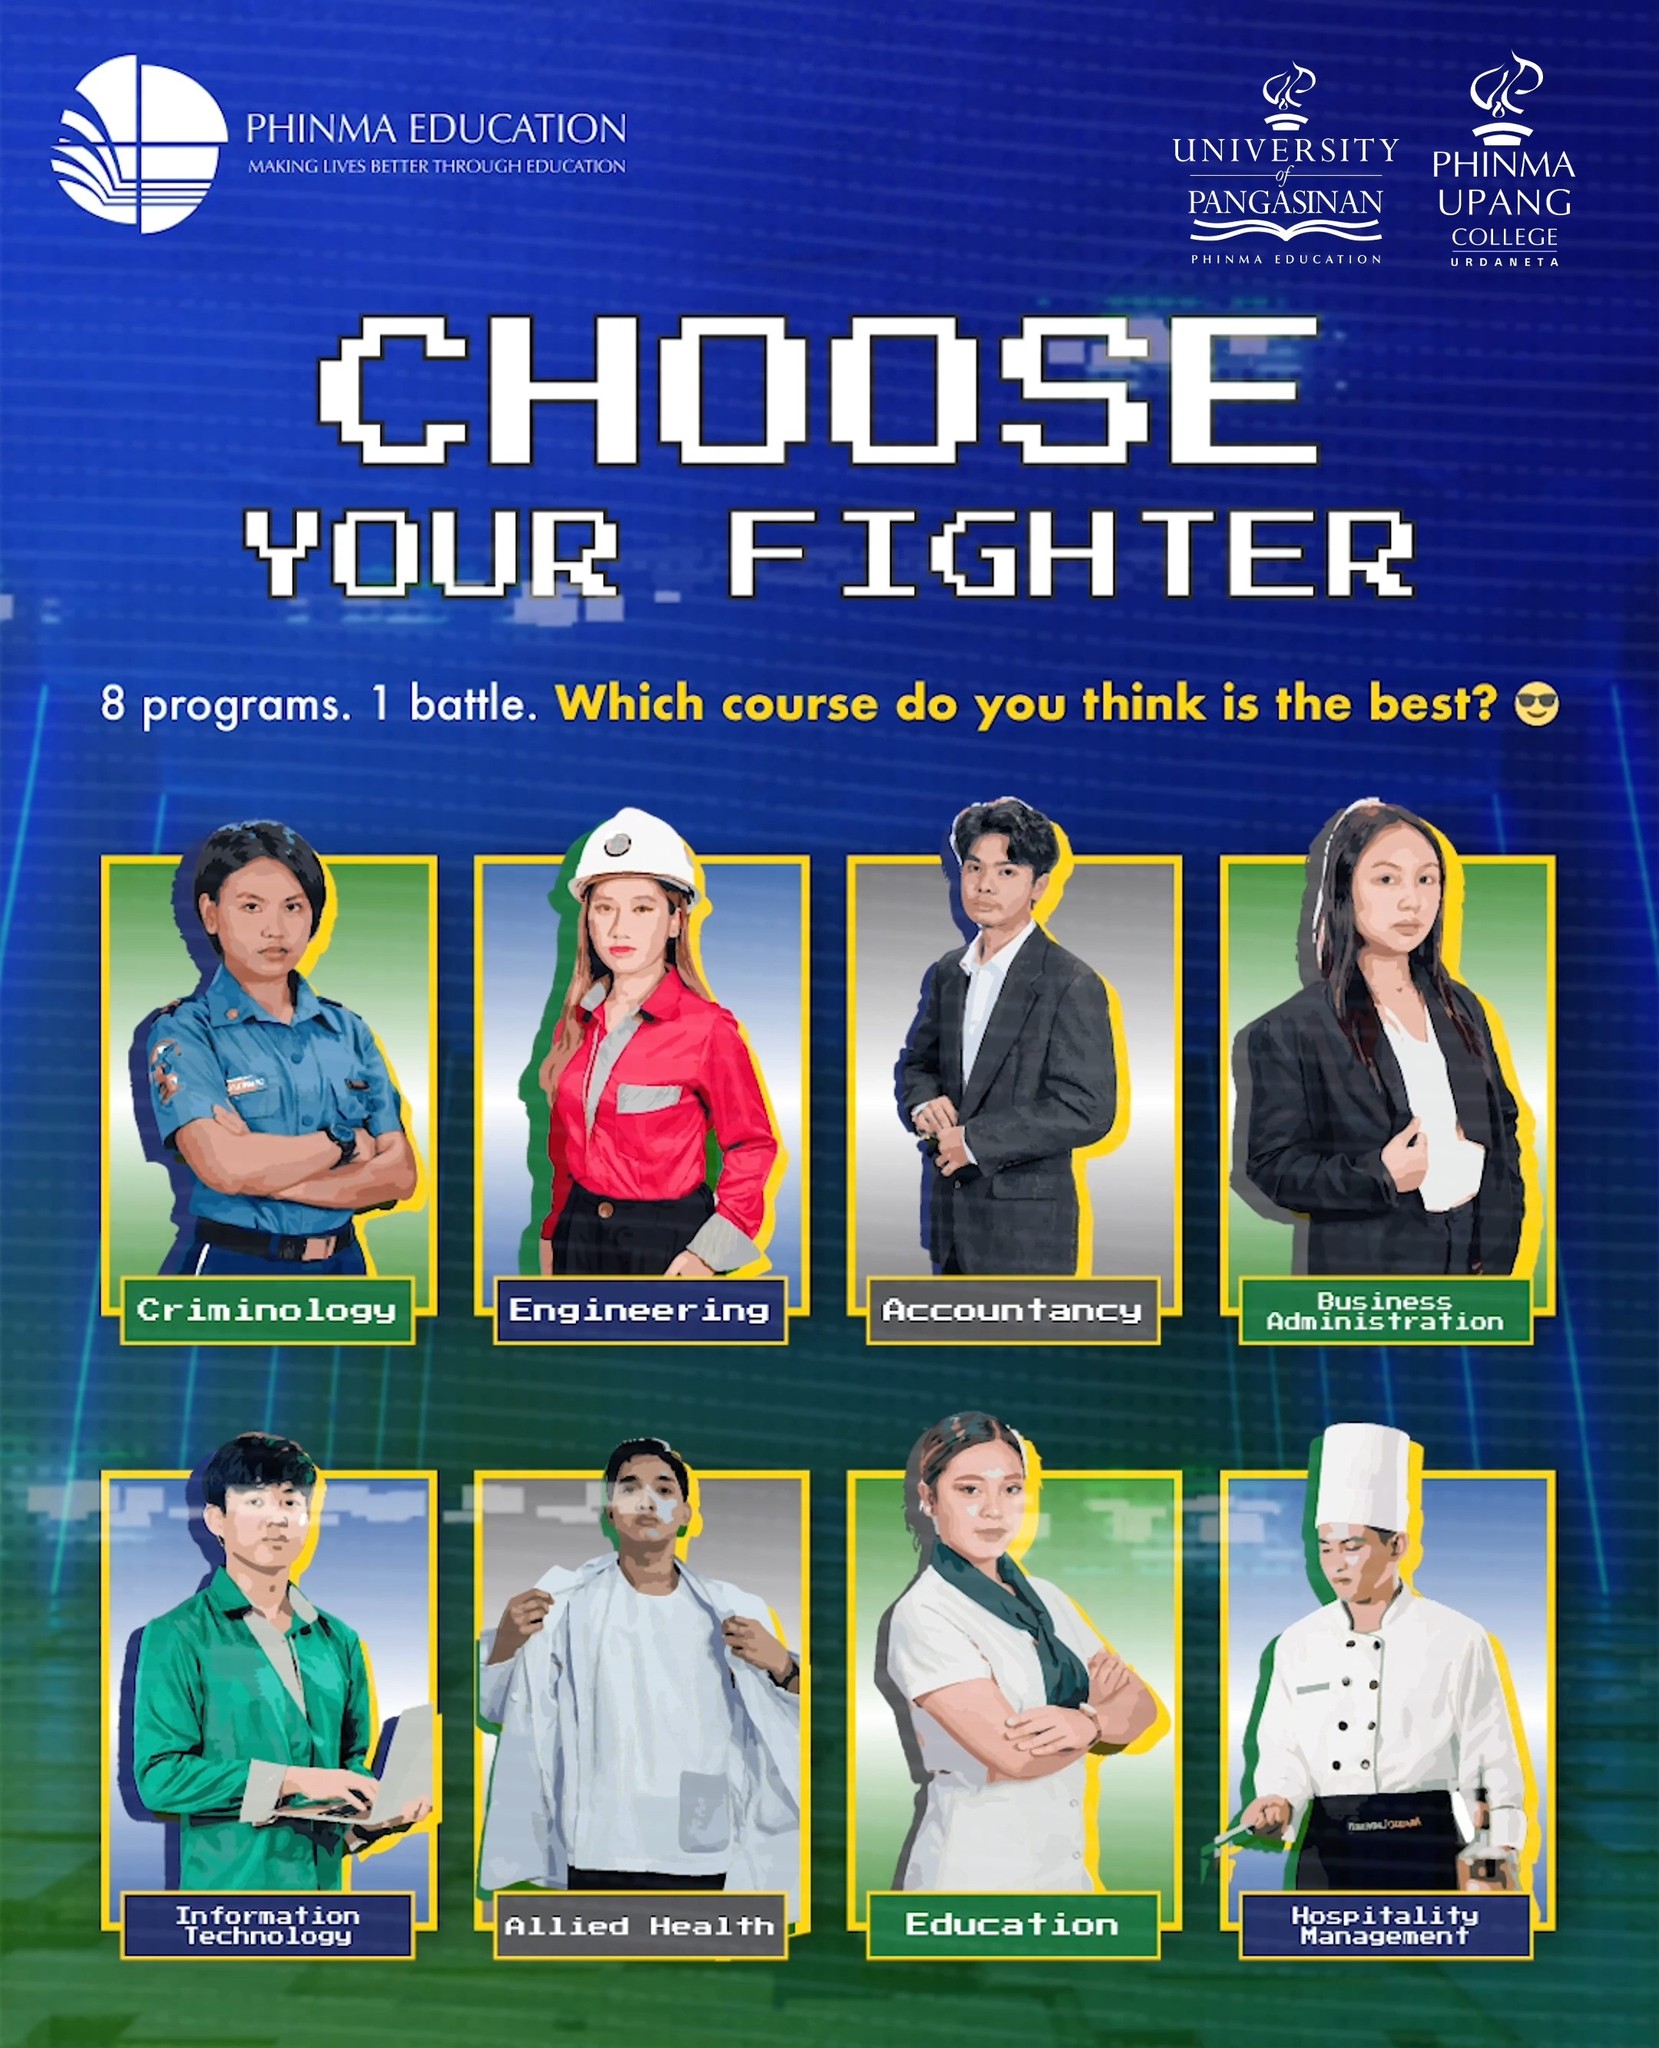 PHINMA EDUCATION
MAKING LIVES BETTER THROUGH EDUCATION
UNIVERSITY
of
PANGASINAN
PHINMA EDUCATION
PHINMA
UPANG
COLLEGE
URDANETA
CHOOSE
YOUR FIGHTER
8 programs. 1 battle. Which course do you think is the best? 😎
Criminology
Engineering
Accountancy
Business
Administration
Information
Technology
Allied Health
Education
Hospitality
Management